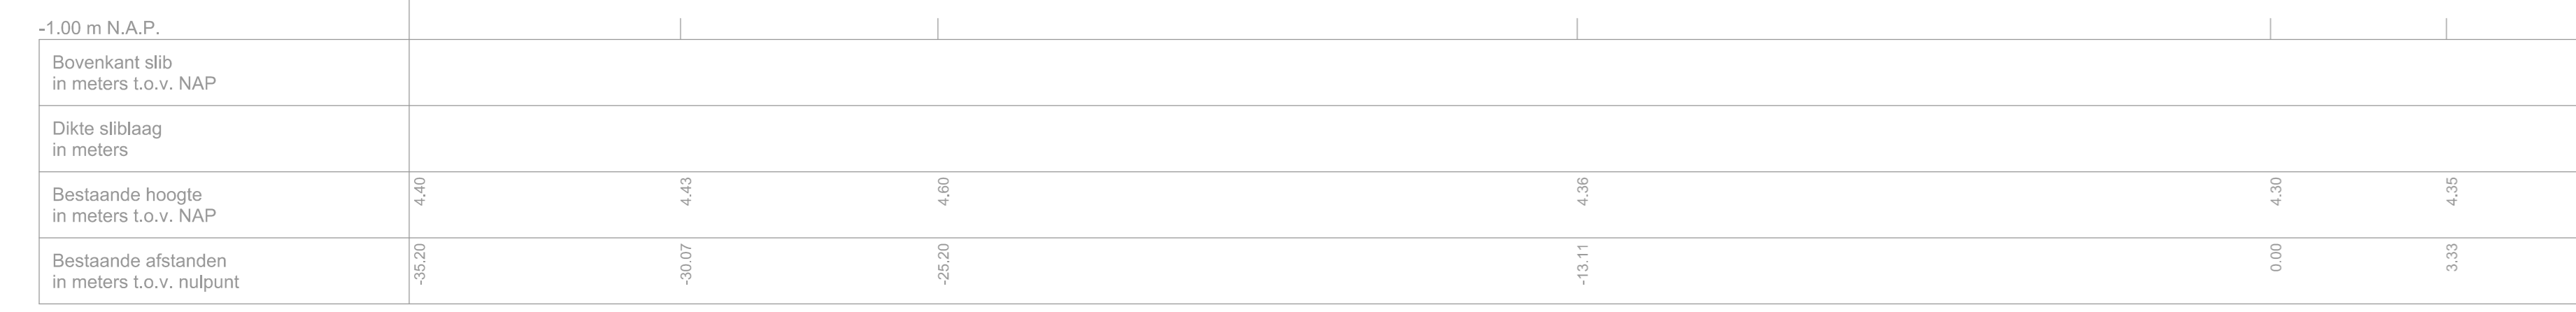 -1.00 m N.A.P.
Bovenkant slib
in meters t.o.v. NAP
Dikte sliblaag
in meters
Bestaande hoogte
in meters t.o.v. NAP
4.40 4.43 4.60 4.36 4.30 4.35
Bestaande afstanden
in meters t.o.v. nulpunt
-35.20 -30.07 -25.20 -13.11 0.00 3.33